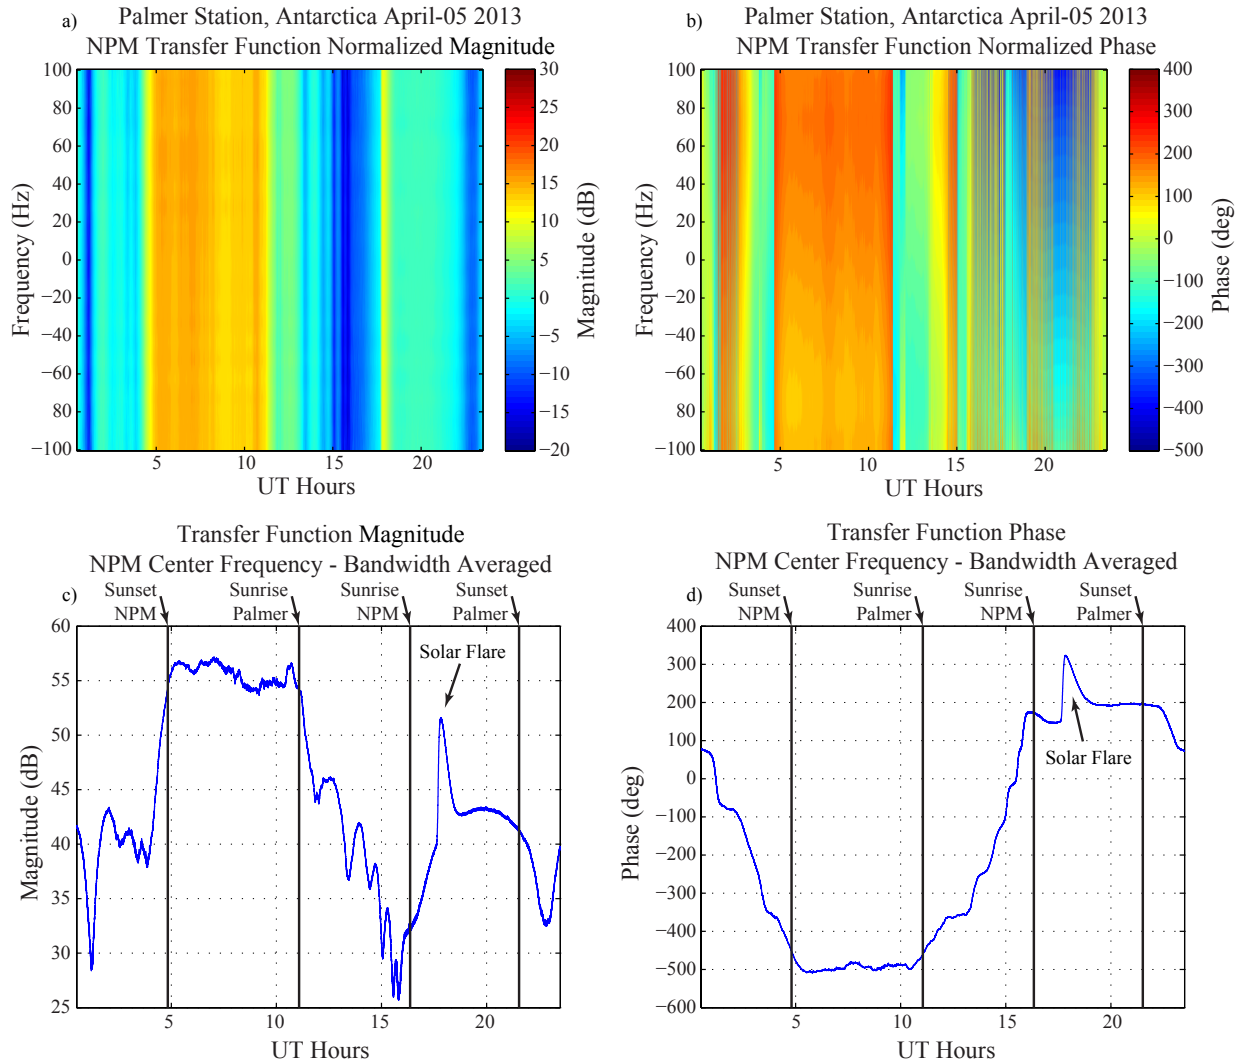 a) Palmer Station, Antarctica April-05 2013
NPM Transfer Function Normalized Magnitude
100
80
60
40
20
0
−20
−40
−60
80
−100
Frequency (Hz)
5 10 15 20
UT Hours
30
25
20
15
10
5
0
−5
−10
−15
−20
Magnitude (dB)
b) Palmer Station, Antarctica April-05 2013
NPM Transfer Function Normalized Phase
100
80
60
40
20
0
−20
−40
−60
80
−100
Frequency (Hz)
5 10 15 20
UT Hours
400
300
200
100
0
−100
−200
−300
−400
−500
Phase (deg)
Transfer Function Magnitude
NPM Center Frequency - Bandwidth Averaged
c)
Sunset
NPM
Sunrise
Palmer
Sunrise
NPM
Sunset
Palmer
Solar Flare
60
55
50
45
40
35
30
25
Magnitude (dB)
5 10 15 20
UT Hours
Transfer Function Phase
NPM Center Frequency - Bandwidth Averaged
d)
Sunset
NPM
Sunrise
Palmer
Sunrise
NPM
Sunset
Palmer
Solar Flare
400
300
200
100
0
−100
−200
−300
−400
−500
−600
Phase (deg)
5 10 15 20
UT Hours